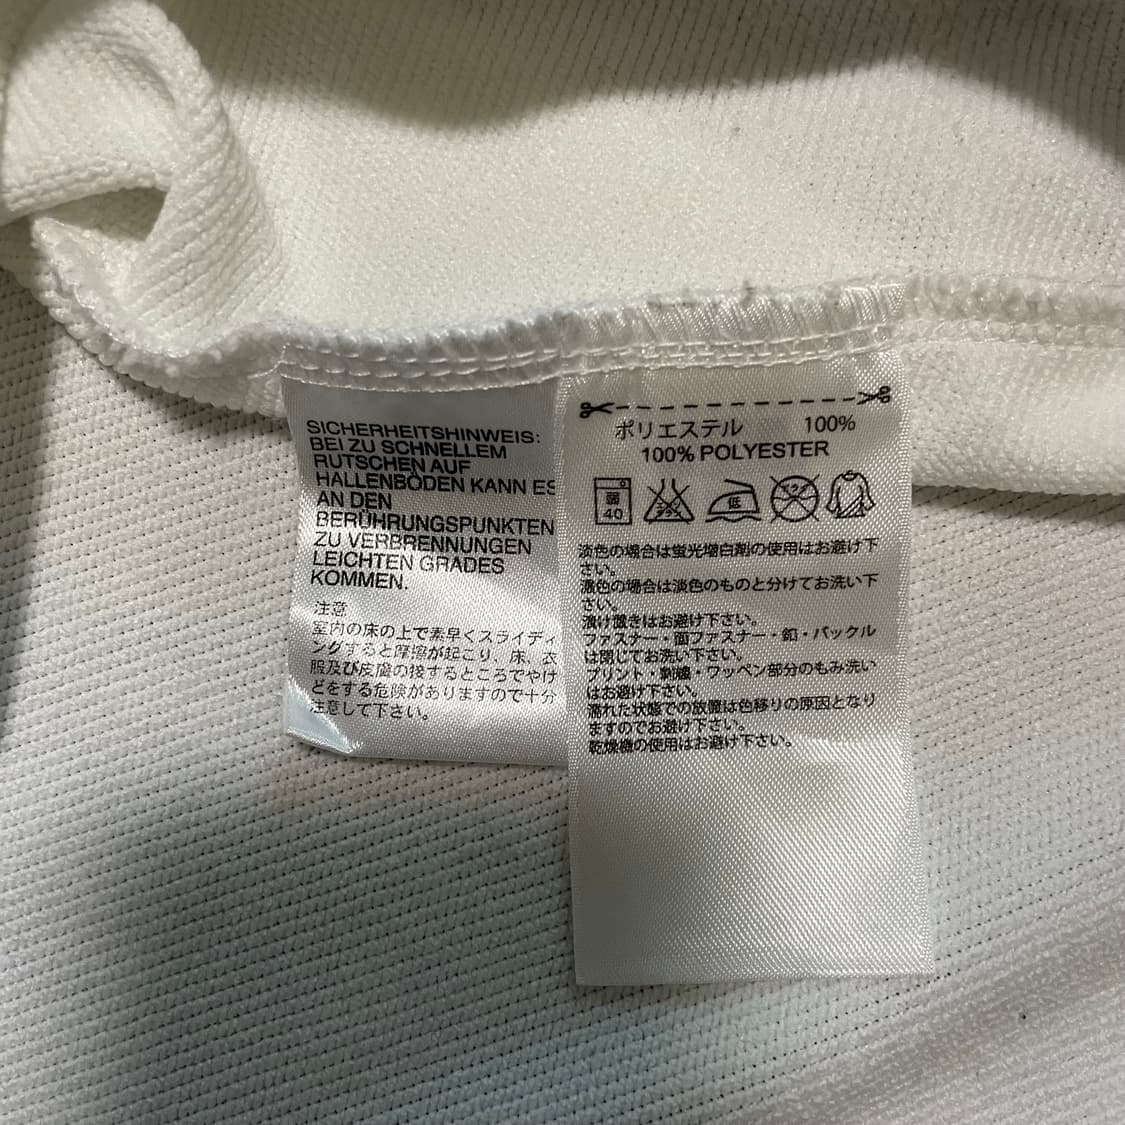 SICHERHEITSHINWEIS:
BEI ZU SCHNELLEM
RUTSCHEN AUF
HALLENBÖDEN KANN ES
AN DEN
BERÜHRUNGSPUNKTEN
ZU VERBRENNUNGEN
LEICHTEN GRADES
KOMMEN.
注意
室内の床の上で素早くスライディ
ングすると摩擦が起こり、床、衣
服及び皮膚の接するところでやけ
どをする危険がありますので十分
注意して下さい。
ポリエステル 100%
100% POLYESTER
弱
40
エンソ
サラシ
低
ドライ
淡色の場合は蛍光増白剤の使用はお避け下
さい。
濃色の場合は淡色のものと分けてお洗い下
さい。
漬け置きはお避け下さい。
ファスナー・面ファスナー・釦・バックル
は閉じてお洗い下さい。
プリント・刺繍・ワッペン部分のもみ洗い
はお避け下さい。
濡れた状態での放置は色移りの原因となり
ますのでお避け下さい。
乾燥機の使用はお避け下さい。